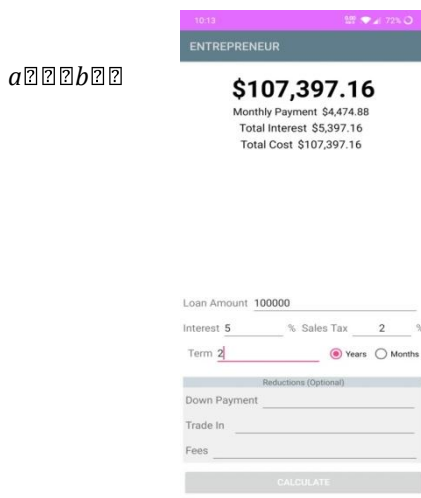 10:13
72%
ENTREPRENEUR
a b
$107,397.16
Monthly Payment $4,474.88
Total Interest $5,397.16
Total Cost $107,397.16
Loan Amount 100000
Interest 5 % Sales Tax 2 %
Term 2 Years Months
Reductions (Optional)
Down Payment
Trade In
Fees
CALCULATE